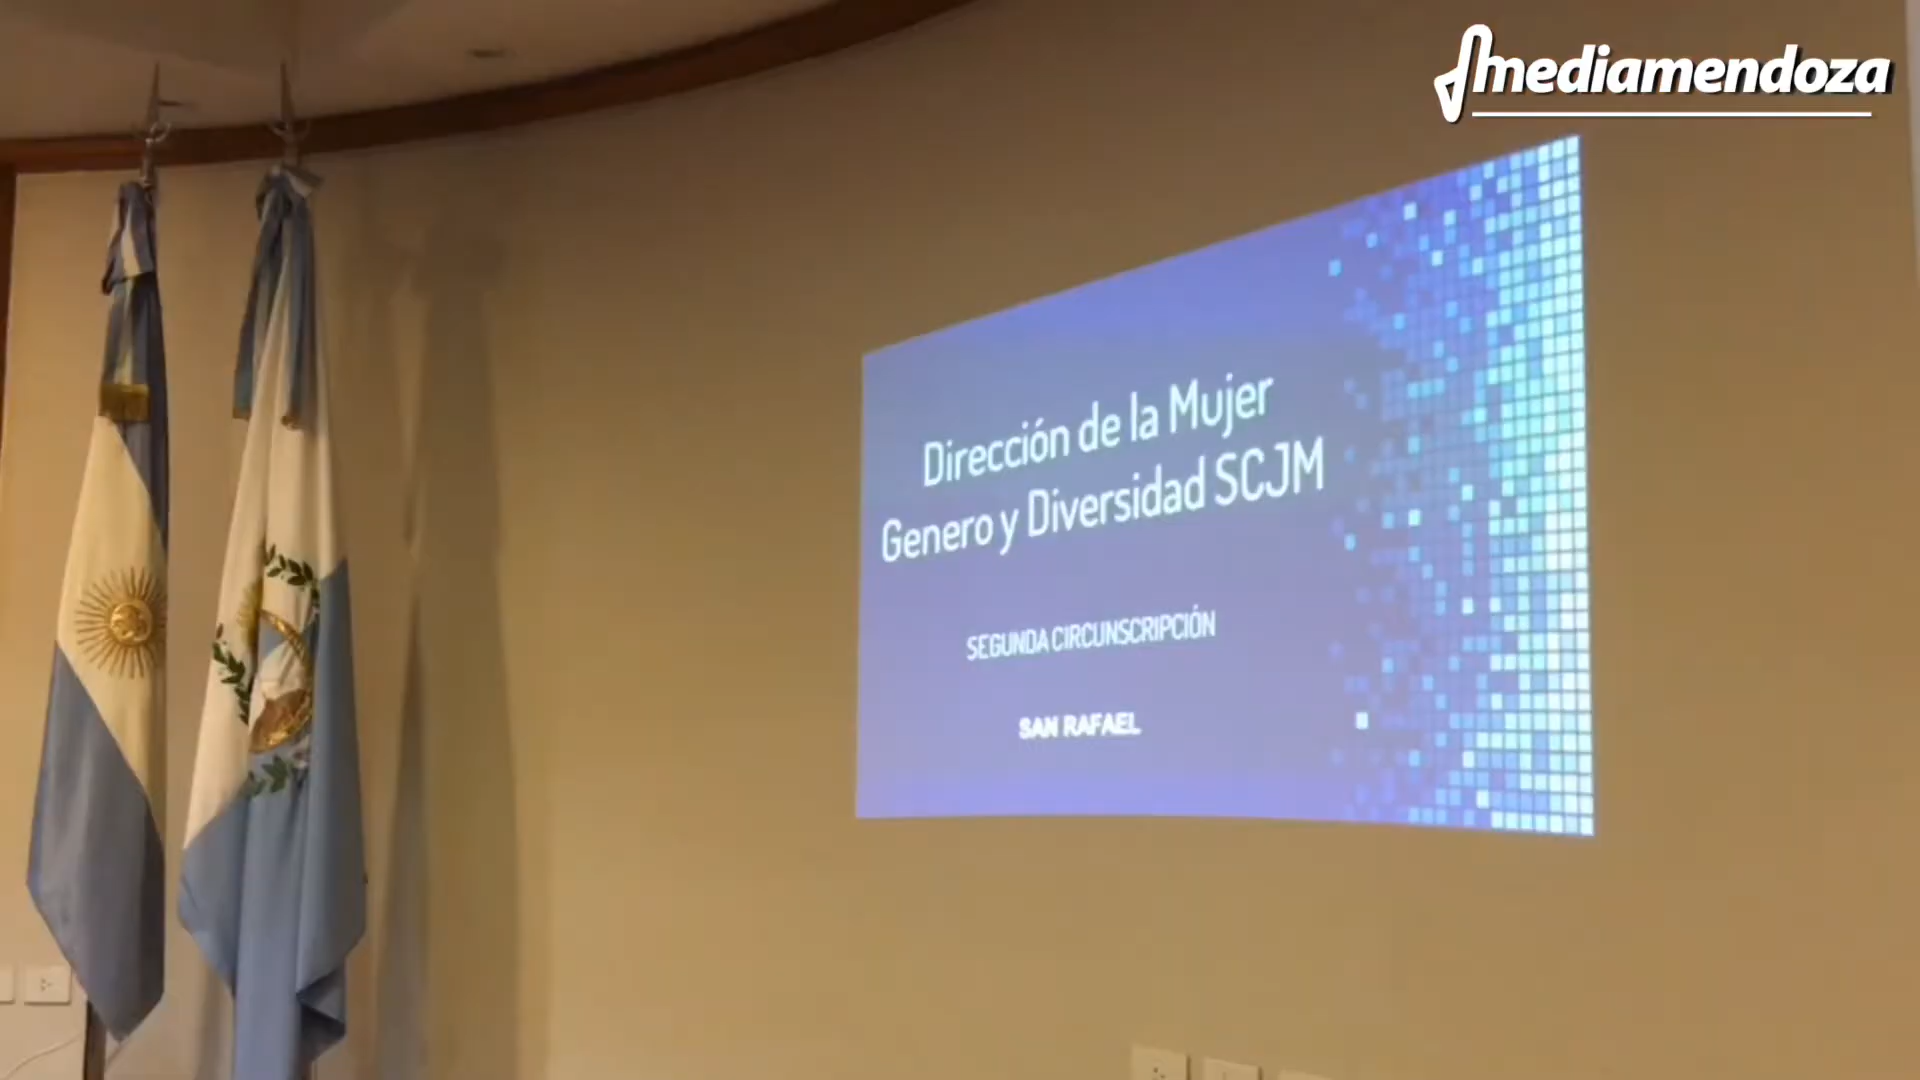 mediamendoza
Dirección de la Mujer
Genero y Diversidad SCJM
SEGUNDA CIRCUNSCRIPCIÓN
SAN RAFAEL